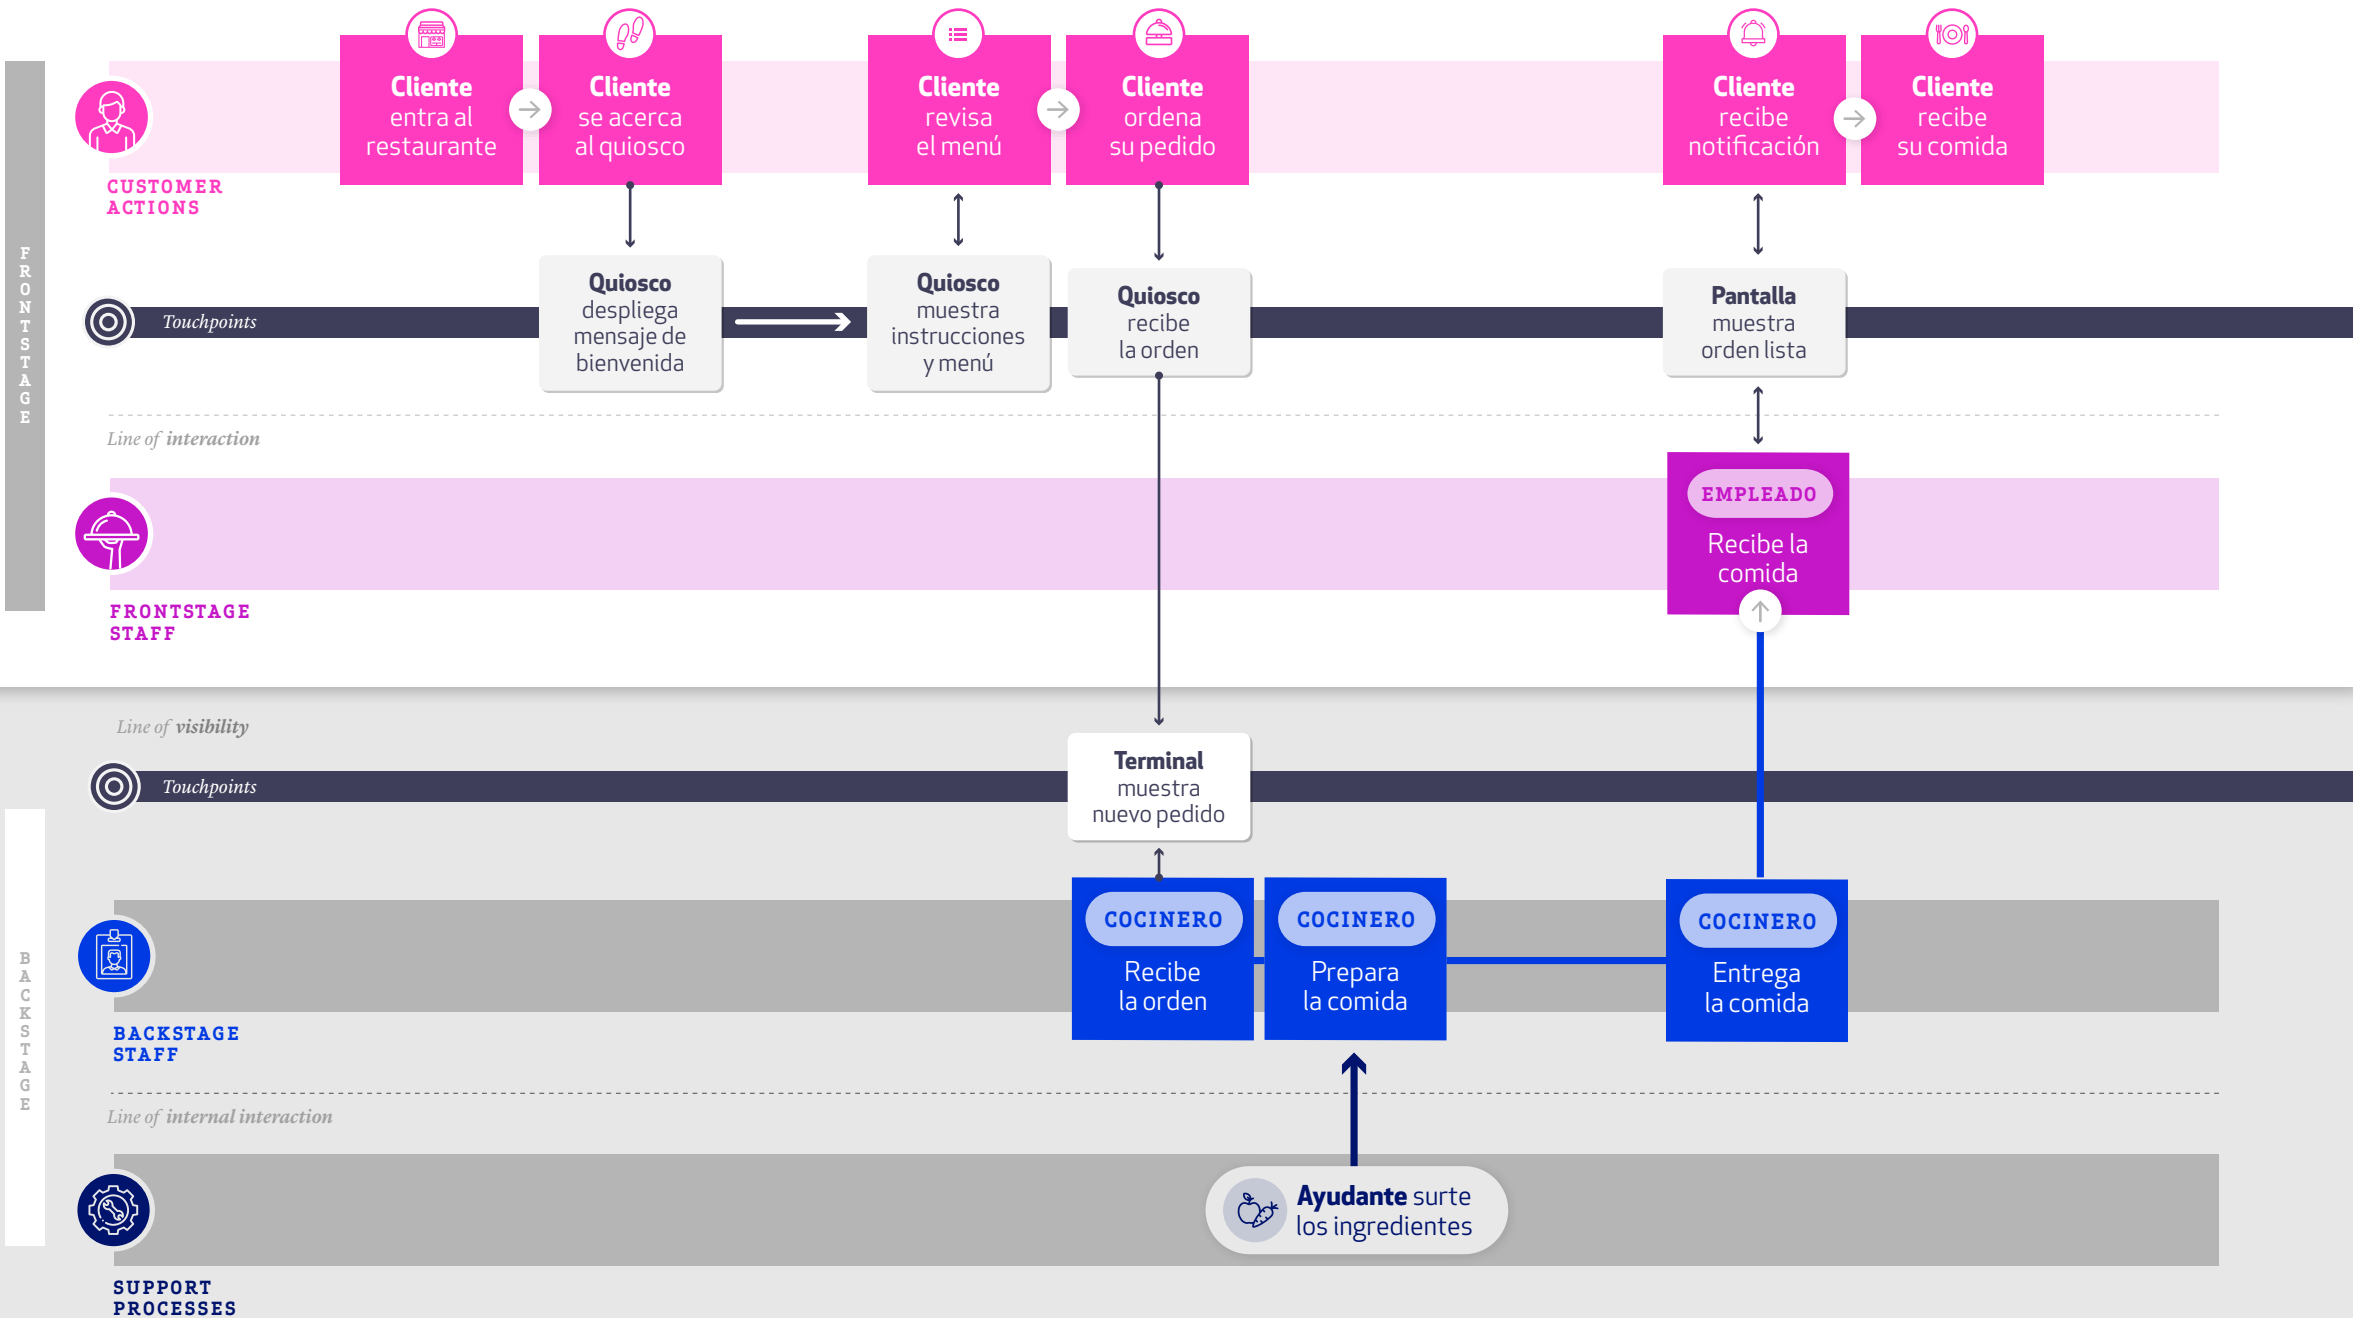 Cliente
entra al
restaurante
Cliente
se acerca
al quiosco
Cliente
revisa
el menú
Cliente
ordena
su pedido
Cliente
recibe
notificación
Cliente
recibe
su comida
CUSTOMER
ACTIONS
FRONTSTAGE
Touchpoints
Quiosco
despliega
mensaje de
bienvenida
Quiosco
muestra
instrucciones
y menú
Quiosco
recibe
la orden
Pantalla
muestra
orden lista
Line of interaction
EMPLEADO
Recibe la
comida
FRONTSTAGE
STAFF
Line of visibility
Touchpoints
Terminal
muestra
nuevo pedido
BACKSTAGE
COCINERO
Recibe
la orden
COCINERO
Prepara
la comida
COCINERO
Entrega
la comida
BACKSTAGE
STAFF
Line of internal interaction
Ayudante surte
los ingredientes
SUPPORT
PROCESSES